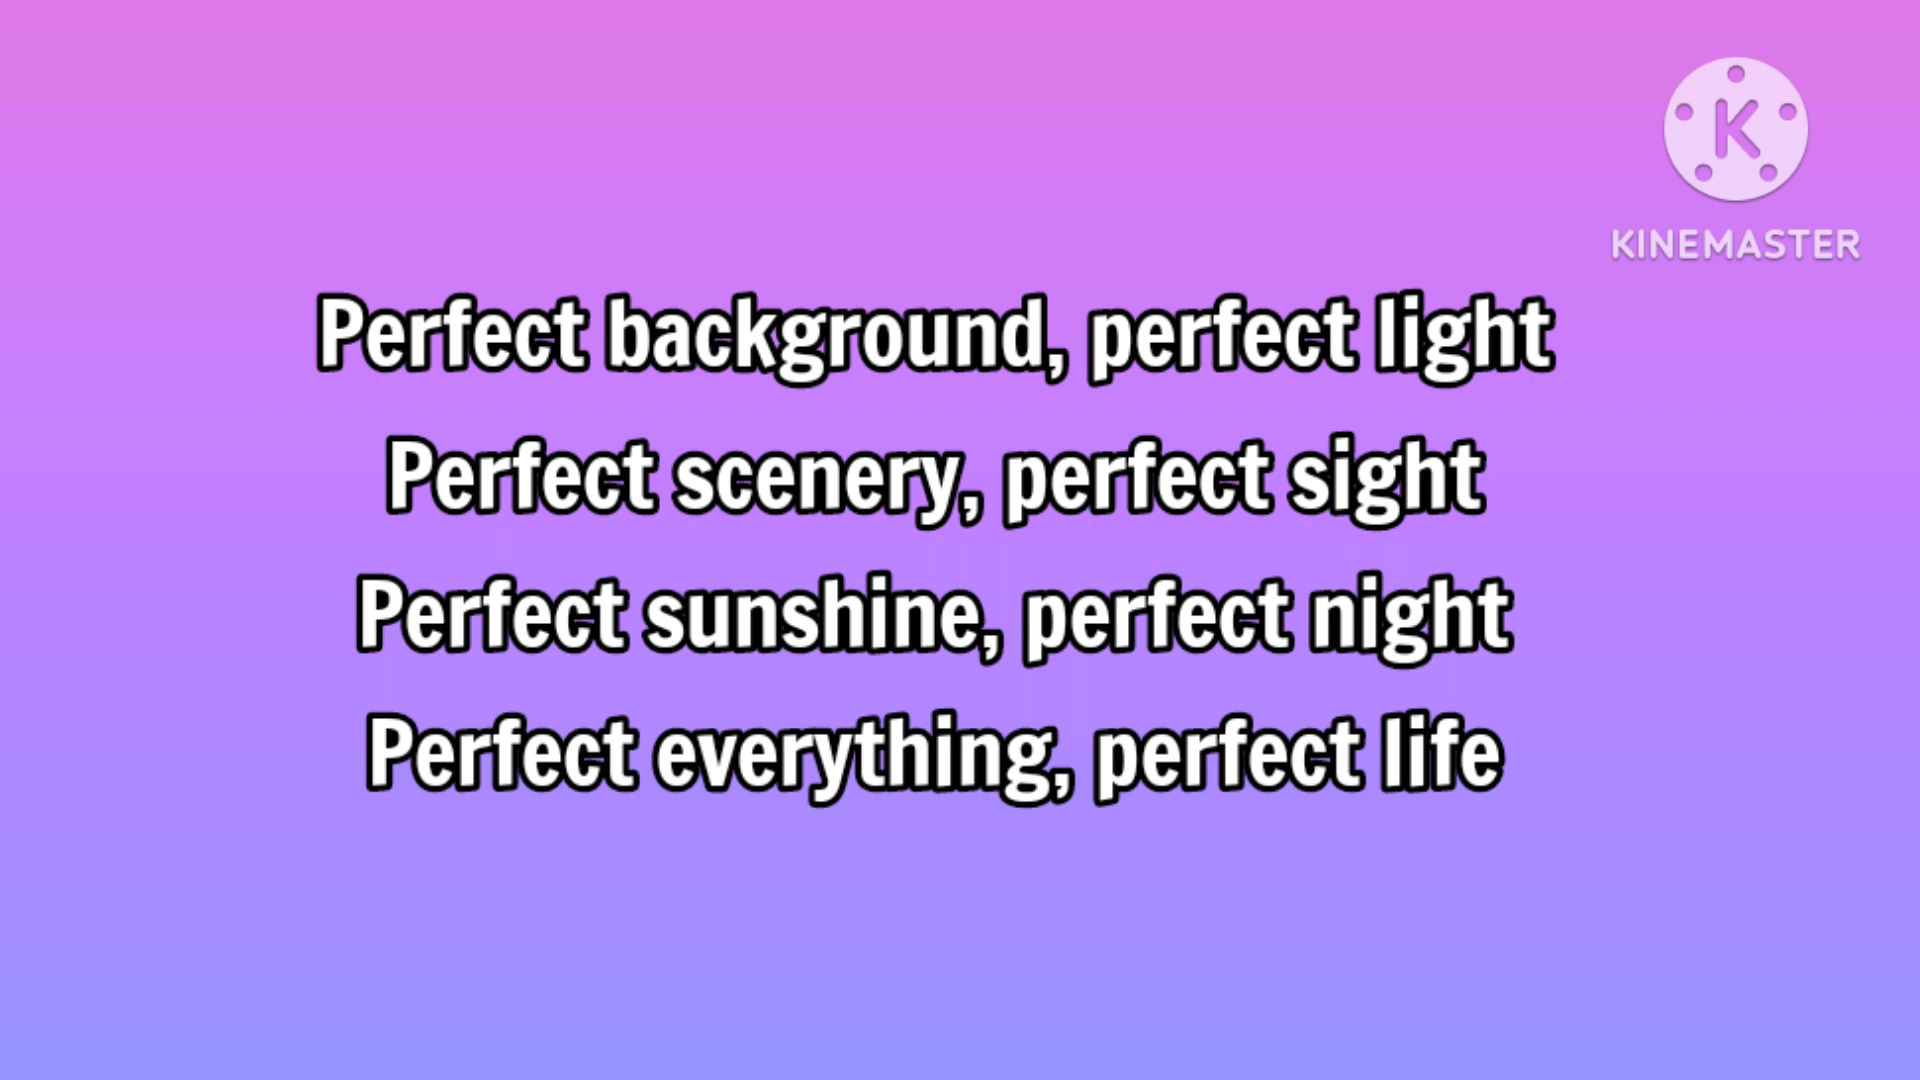 K
KINEMASTER
Perfect background, perfect light
Perfect scenery, perfect sight
Perfect sunshine, perfect night
Perfect everything, perfect life